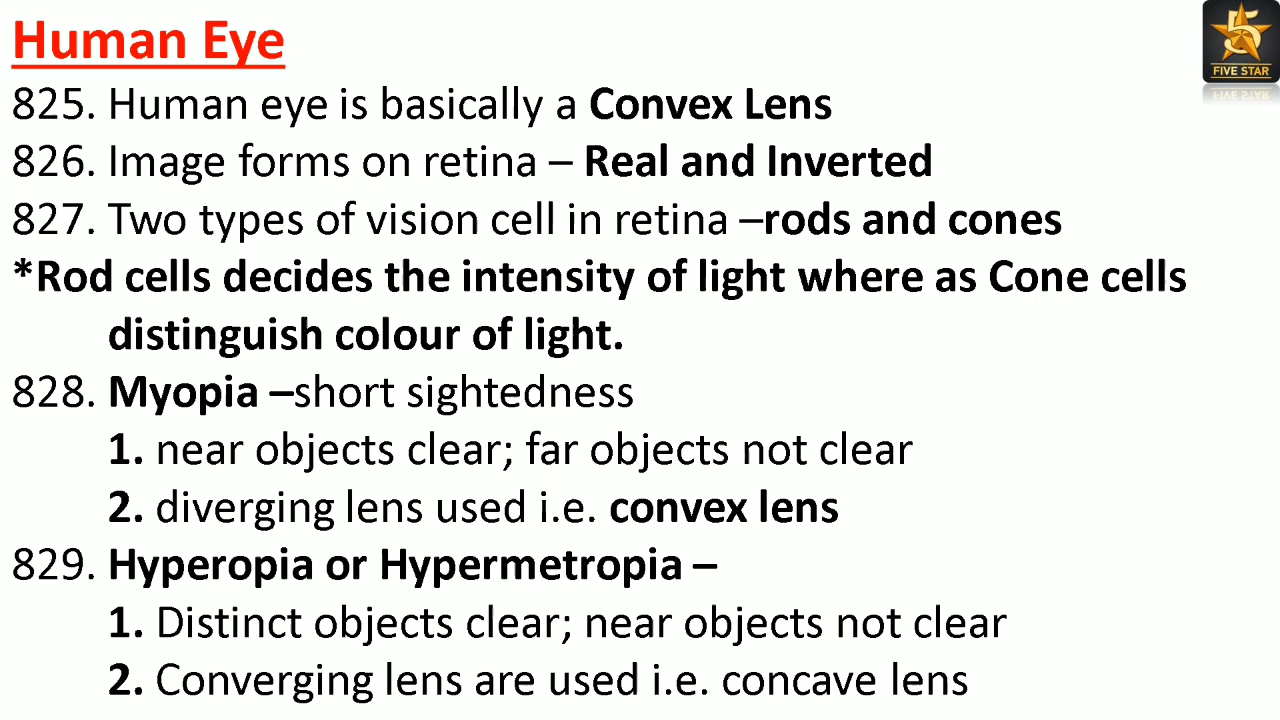 Human Eye
5
FIVE STAR
825. Human eye is basically a Convex Lens
826. Image forms on retina – Real and Inverted
827. Two types of vision cell in retina –rods and cones
*Rod cells decides the intensity of light where as Cone cells
distinguish colour of light.
828. Myopia –short sightedness
1. near objects clear; far objects not clear
2. diverging lens used i.e. convex lens
829. Hyperopia or Hypermetropia –
1. Distinct objects clear; near objects not clear
2. Converging lens are used i.e. concave lens